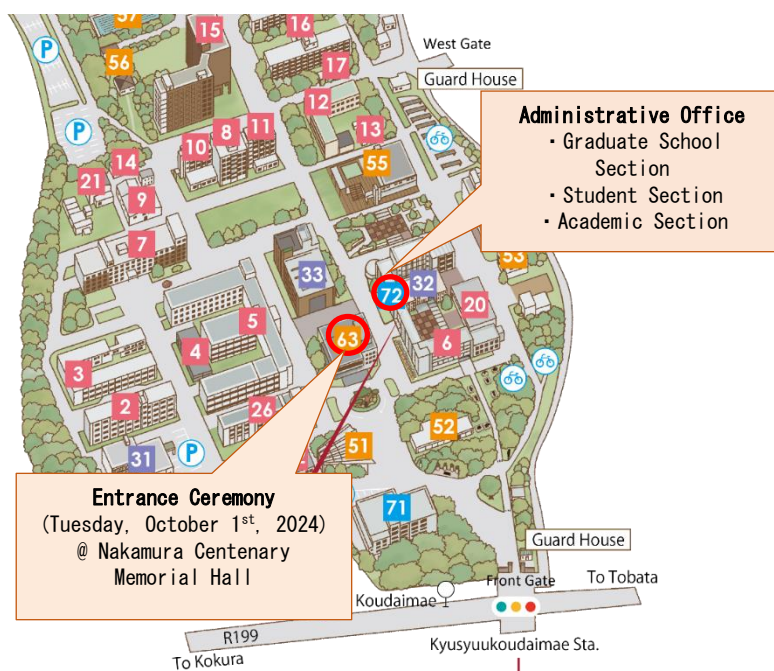 57
15
16
P
56
West Gate
17
Guard House
12
Administrative Office
・Graduate School
Section
・Student Section
・Academic Section
P
10
8
11
13
14
55
21
9
7
53
33
72
32
20
5
63
6
4
3
2
26
52
51
31
P
Entrance Ceremony
(Tuesday, October 1st, 2024)
@ Nakamura Centenary
Memorial Hall
71
Guard House
Front Gate
To Tobata
Koudaimae
R199
To Kokura
Kyusyuukoudaimae Sta.